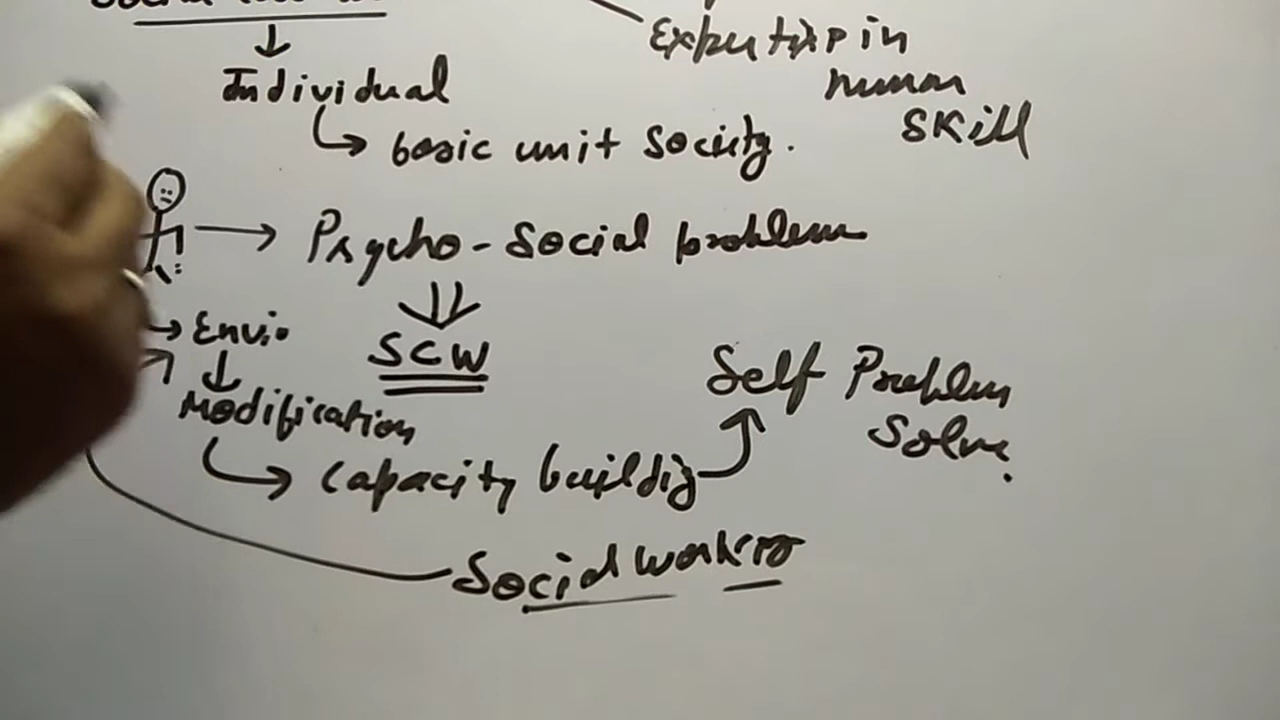 Expertise in
human
Skill
Individual
basic unit society.
Psycho-Social problem
SCW
Enviro
Modification
Self Problem
Solve.
Capacity building
Social worker